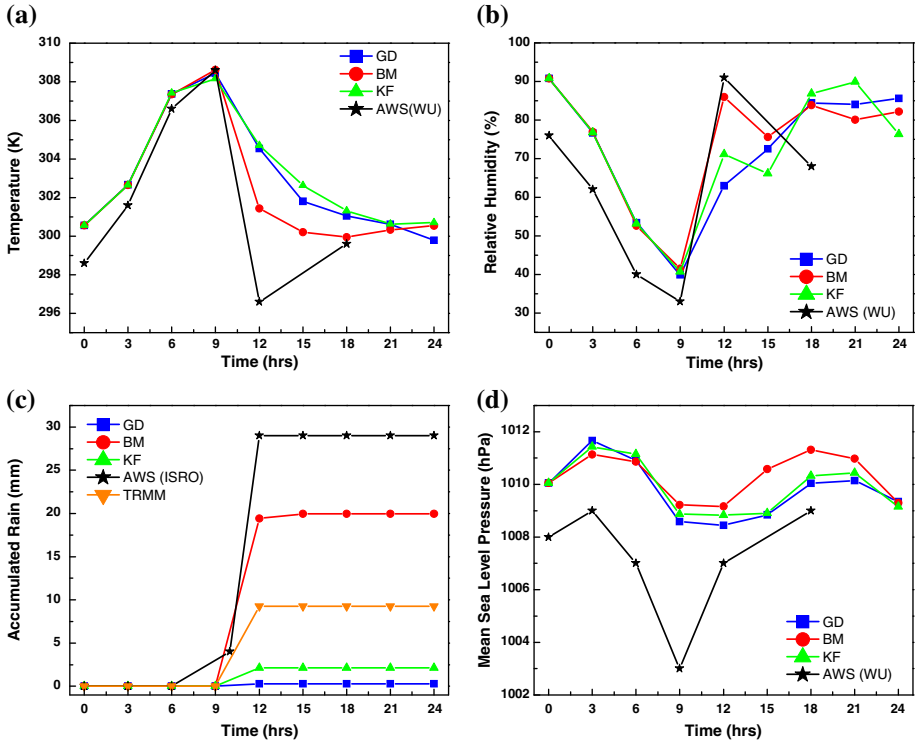 (a)
310
308
306
304
302
300
298
296
Temperature (K)
GD
BM
KF
AWS(WU)
0 3 6 9 12 15 18 21 24
Time (hrs)
(b)
100
90
80
70
60
50
40
30
Relative Humidity (%)
GD
BM
KF
AWS (WU)
0 3 6 9 12 15 18 21 24
Time (hrs)
(c)
30
25
20
15
10
5
0
Accumulated Rain (mm)
GD
BM
KF
AWS (ISRO)
TRMM
0 3 6 9 12 15 18 21 24
Time (hrs)
(d)
1012
1010
1008
1006
1004
1002
Mean Sea Level Pressure (hPa)
GD
BM
KF
AWS (WU)
0 3 6 9 12 15 18 21 24
Time (hrs)